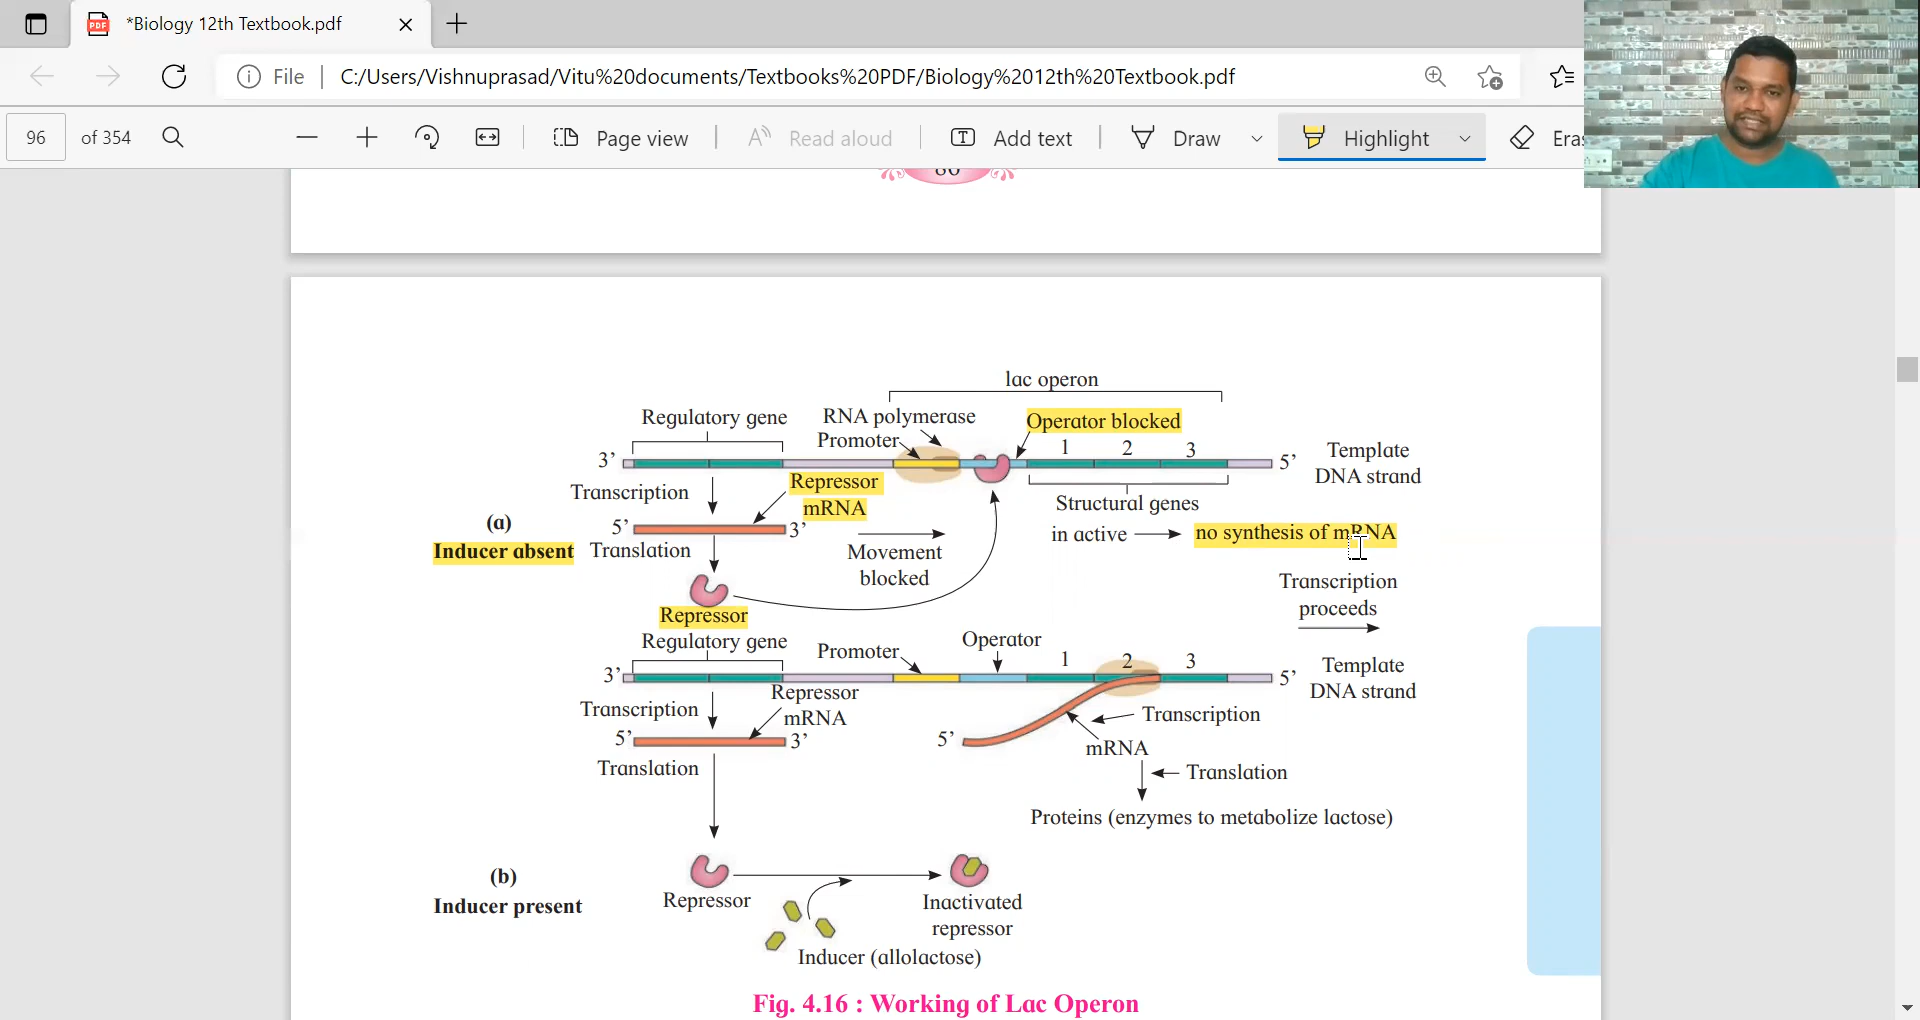 *Biology 12th Textbook.pdf
File
C:/Users/Vishnuprasad/Vitu%20documents/Textbooks%20PDF/Biology%2012th%20Textbook.pdf
96 of 354
Page view
Read aloud
Add text
Draw
Highlight
Eras
80
lac operon
Regulatory gene
RNA polymerase
Operator blocked
Promoter
1 2 3
3’
5’
Template
DNA strand
Transcription
Repressor
mRNA
Structural genes
(a)
5’
3’
in active
no synthesis of mRNA
Inducer absent
Translation
Movement
blocked
Transcription
proceeds
Repressor
Regulatory gene
Promoter
Operator
1 2 3
3’
5’
Template
DNA strand
Repressor
mRNA
Transcription
Transcription
5’
3’
5’
mRNA
Translation
Translation
Proteins (enzymes to metabolize lactose)
(b)
Inducer present
Repressor
Inactivated
repressor
Inducer (allolactose)
Fig. 4.16 : Working of Lac Operon